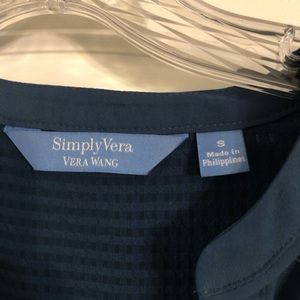 SimplyVera
VERA WANG
S
Made in
Philippines